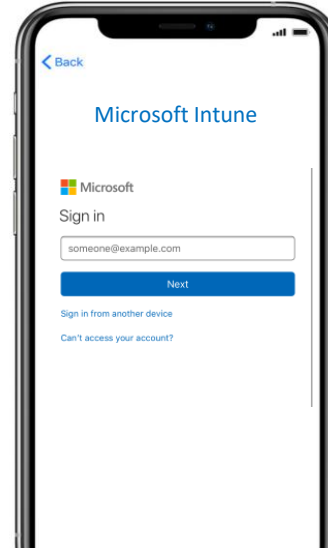 Back
Microsoft Intune
Microsoft
Sign in
someone@example.com
Next
Sign in from another device
Can't access your account?